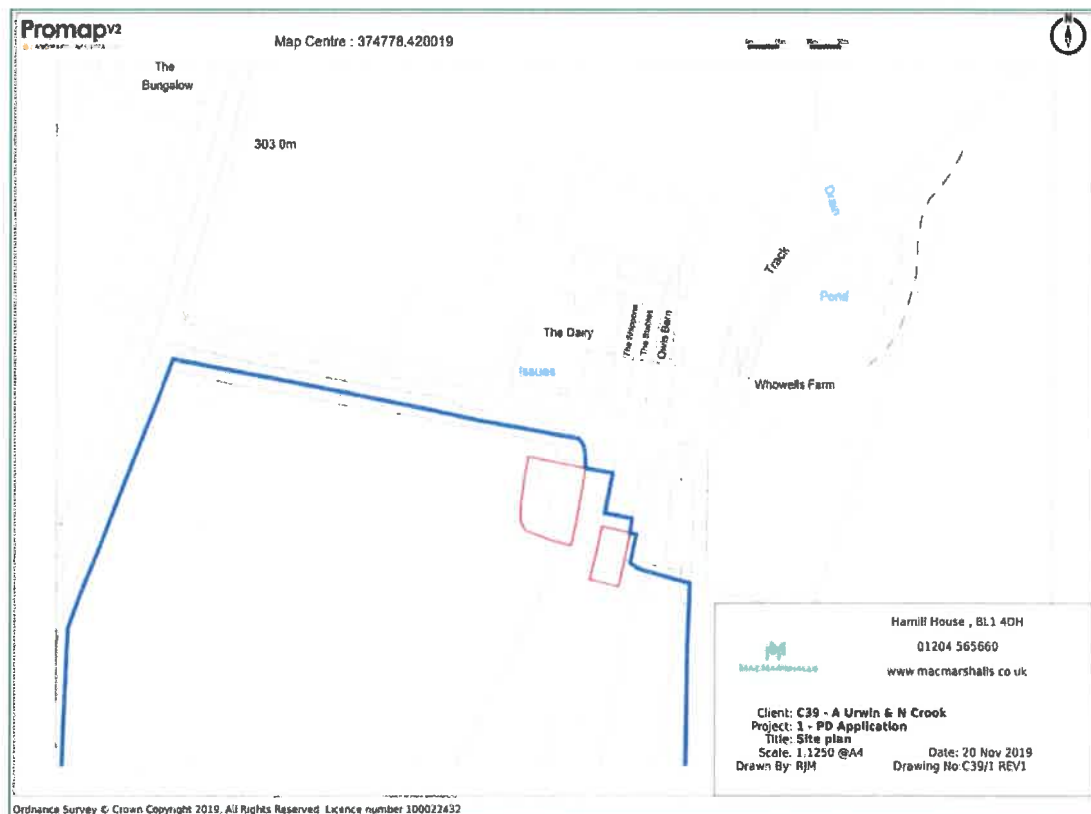 Promap V2
Map Centre : 374778,420019
N
The
Bungalow
303 0m
Drain
Track
Pond
The Dairy
The Shippons
The Stables
Owls Barn
Issues
Whowells Farm
Hamill House , BL1 4DH
01204 565660
www macmarshalls co uk
MACMARSHALLS
Client: C39 - A Urwin & N Crook
Project: 1 - PD Application
Title: Site plan
Scale. 1.1250 @A4
Date: 20 Nov 2019
Drawn By: RJM
Drawing No:C39/1 REV1
Ordnance Survey © Crown Copyright 2019. All Rights Reserved Licence number 100022432